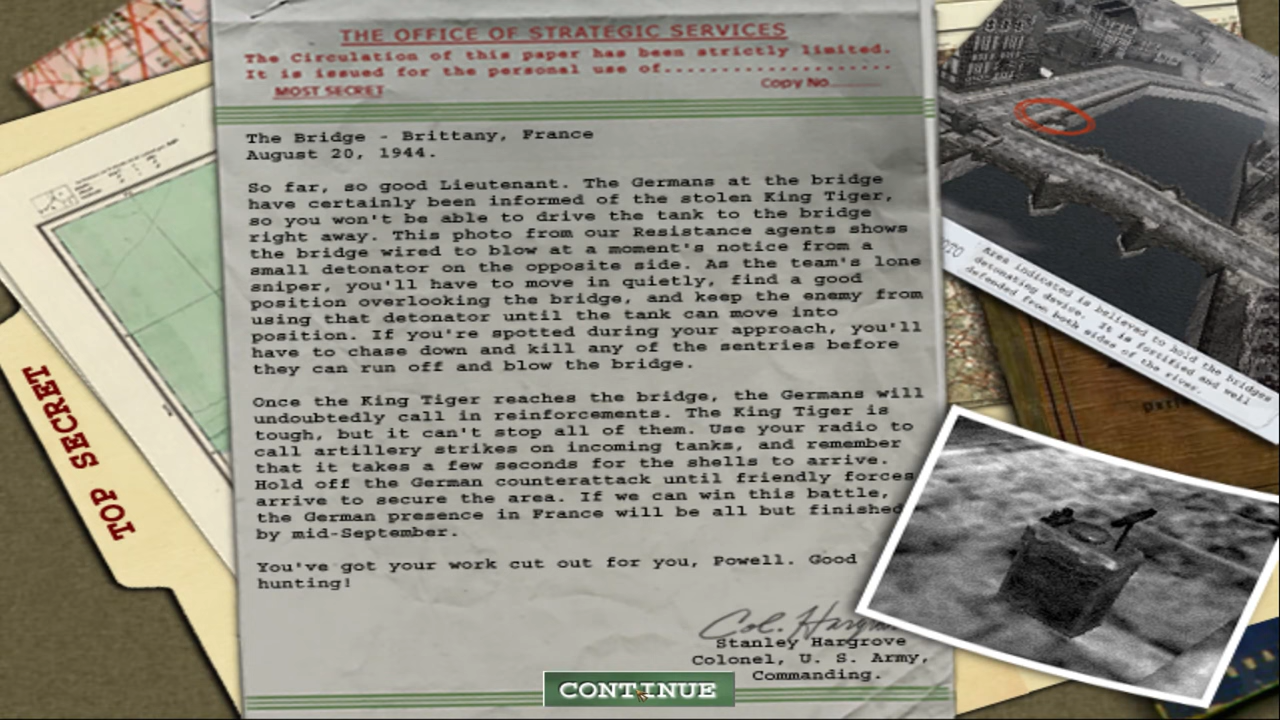 THE OFFICE OF STRATEGIC SERVICES
The Circulation of this paper has been strictly limited.
It is issued for the personal use of....................
MOST SECRET
Copy No..........
The Bridge - Brittany, France
August 20, 1944.
So far, so good Lieutenant. The Germans at the bridge
have certainly been informed of the stolen King Tiger,
so you won't be able to drive the tank to the bridge
right away. This photo from our Resistance agents shows
the bridge wired to blow at a moment's notice from a
small detonator on the opposite side. As the team's lone
sniper, you'll have to move in quietly, find a good
position overlooking the bridge, and keep the enemy from
using that detonator until the tank can move into
position. If you're spotted during your approach, you'll
have to chase down and kill any of the sentries before
they can run off and blow the bridge.
Once the King Tiger reaches the bridge, the Germans will
undoubtedly call in reinforcements. The King Tiger is
tough, but it can't stop all of them. Use your radio to
call artillery strikes on incoming tanks, and remember
that it takes a few seconds for the shells to arrive.
Hold off the German counterattack until friendly forces
arrive to secure the area. If we can win this battle,
the German presence in France will be all but finished
by mid-September.
You've got your work cut out for you, Powell. Good
hunting!
Col. Hargr
Stanley Hargrove
Colonel, U. S. Army,
Commanding.
CONTINUE
TOP SECRET
Area indicated is believed to hold the bridges
detonating device. It is fortified and well
defended from both sides of the river.